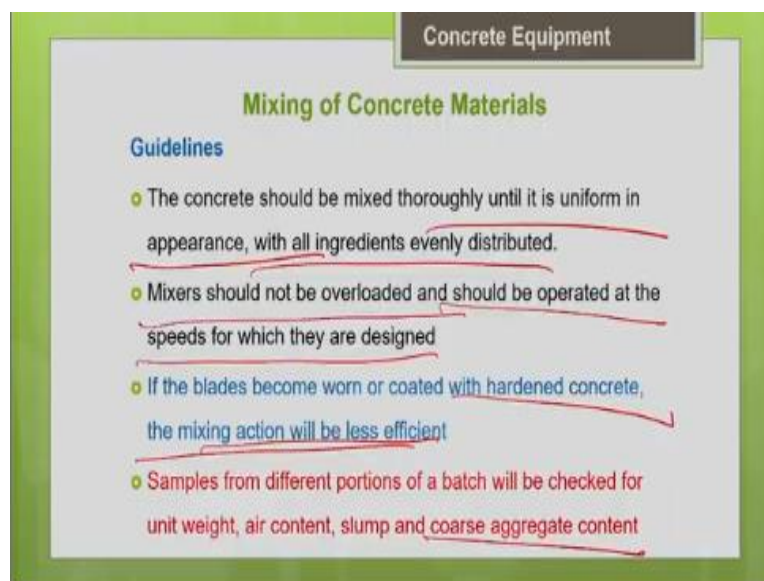 Concrete Equipment
Mixing of Concrete Materials
Guidelines
The concrete should be mixed thoroughly until it is uniform in
appearance, with all ingredients evenly distributed.
Mixers should not be overloaded and should be operated at the
speeds for which they are designed
If the blades become worn or coated with hardened concrete,
the mixing action will be less efficient
Samples from different portions of a batch will be checked for
unit weight, air content, slump and coarse aggregate content